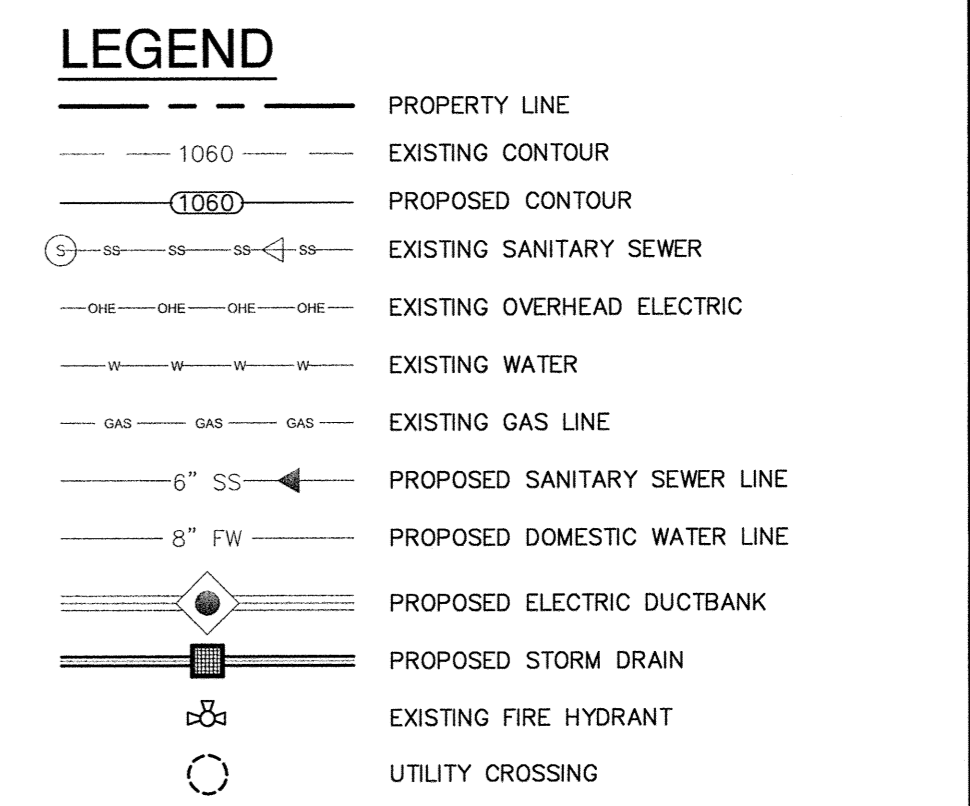 LEGEND
PROPERTY LINE
1060 EXISTING CONTOUR
1060 PROPOSED CONTOUR
S SS SS SS SS EXISTING SANITARY SEWER
OHE OHE OHE OHE EXISTING OVERHEAD ELECTRIC
W W W W EXISTING WATER
GAS GAS GAS EXISTING GAS LINE
6" SS PROPOSED SANITARY SEWER LINE
8" FW PROPOSED DOMESTIC WATER LINE
PROPOSED ELECTRIC DUCTBANK
PROPOSED STORM DRAIN
EXISTING FIRE HYDRANT
UTILITY CROSSING